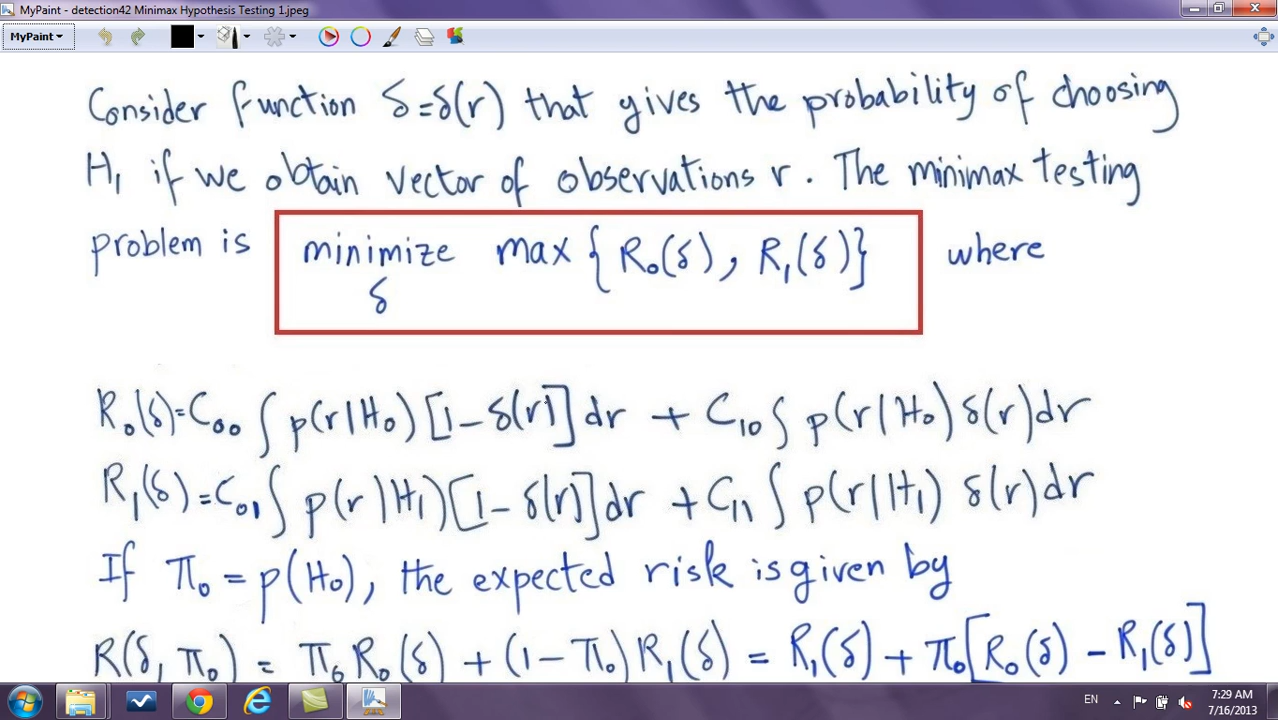 MyPaint - detection42 Minimax Hypothesis Testing 1.jpeg
MyPaint
Consider function δ=δ(r) that gives the probability of choosing
H₁ if we obtain vector of observations r. The minimax testing
problem is minimize max{R₀(δ), R₁(δ)} where
δ
R₀(δ)=C₀₀∫p(r|H₀)[1-δ(r)]dr + C₁₀∫p(r|H₀)δ(r)dr
R₁(δ)=C₀₁∫p(r|H₁)[1-δ(r)]dr + C₁₁∫p(r|H₁) δ(r)dr
If π₀=p(H₀), the expected risk is given by
R(δ,π₀) = π₀R₀(δ)+(1-π₀)R₁(δ) = R₁(δ)+π₀[R₀(δ)-R₁(δ)]
EN
7:29 AM
7/16/2013